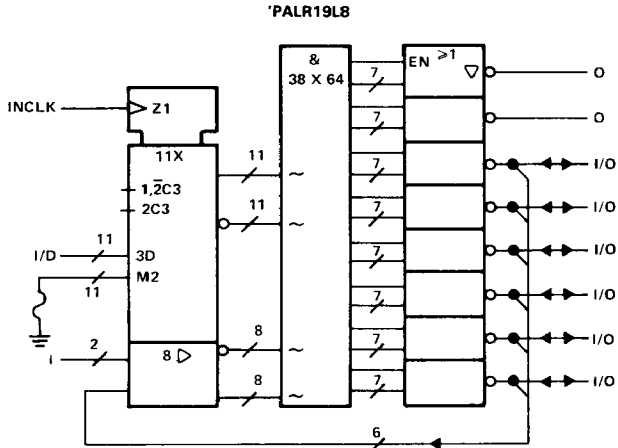 'PALR19L8
INCLK
Z1
11X
1,2̅C3
2C3
I/D
11
3D
11
M2
I
2
8 ▷
11
~
11
~
8
~
8
~
&
38 X 64
7
7
7
7
7
7
7
7
EN ≥1
▽
O
O
I/O
I/O
I/O
I/O
I/O
I/O
6